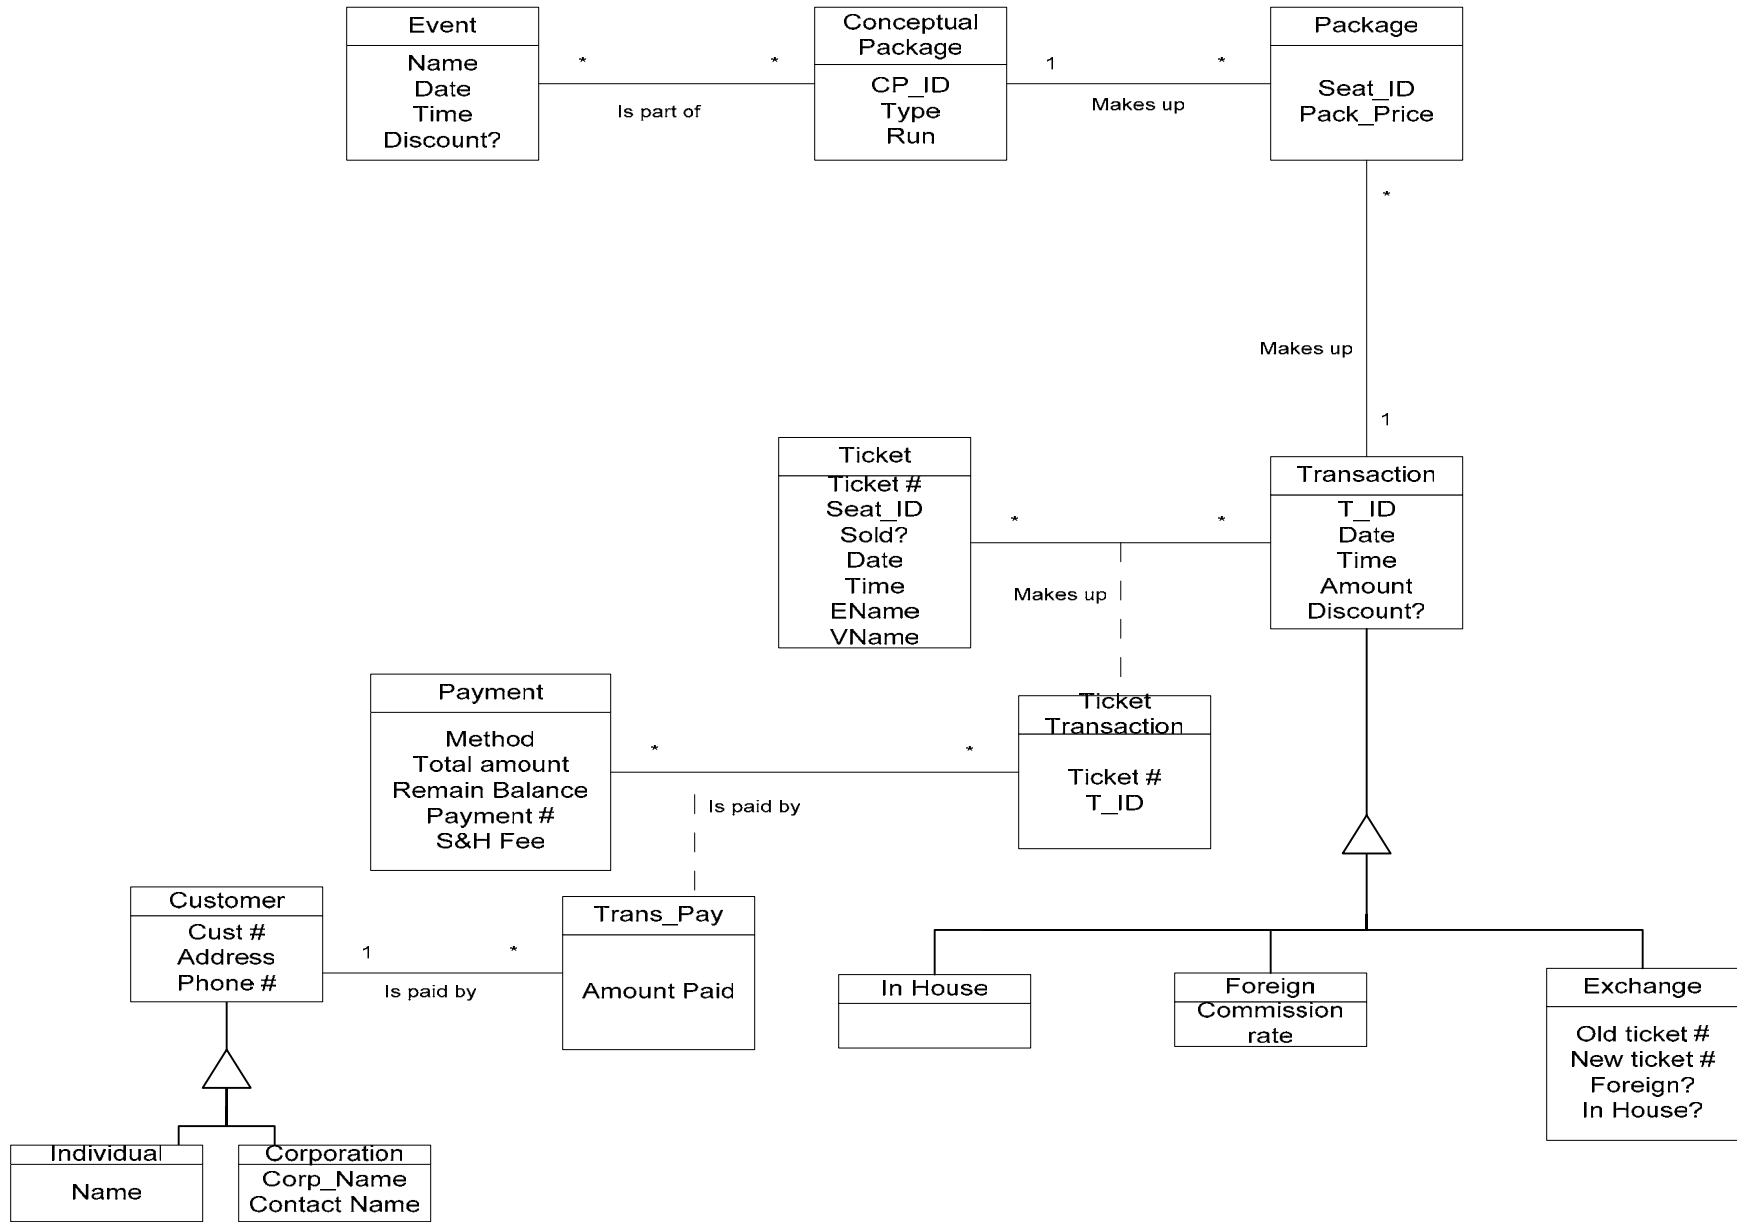 Event
Name
Date
Time
Discount?
*
*
Is part of
Conceptual
Package
CP_ID
Type
Run
1
*
Makes up
Package
Seat_ID
Pack_Price
*
Makes up
1
Ticket
Ticket #
Seat_ID
Sold?
Date
Time
EName
VName
*
*
Makes up
Transaction
T_ID
Date
Time
Amount
Discount?
Payment
Method
Total amount
Remain Balance
Payment #
S&H Fee
*
*
Is paid by
Ticket
Transaction
Ticket #
T_ID
Customer
Cust #
Address
Phone #
1
*
Is paid by
Trans_Pay
Amount Paid
In House
Foreign
Commission
rate
Exchange
Old ticket #
New ticket #
Foreign?
In House?
Individual
Name
Corporation
Corp_Name
Contact Name